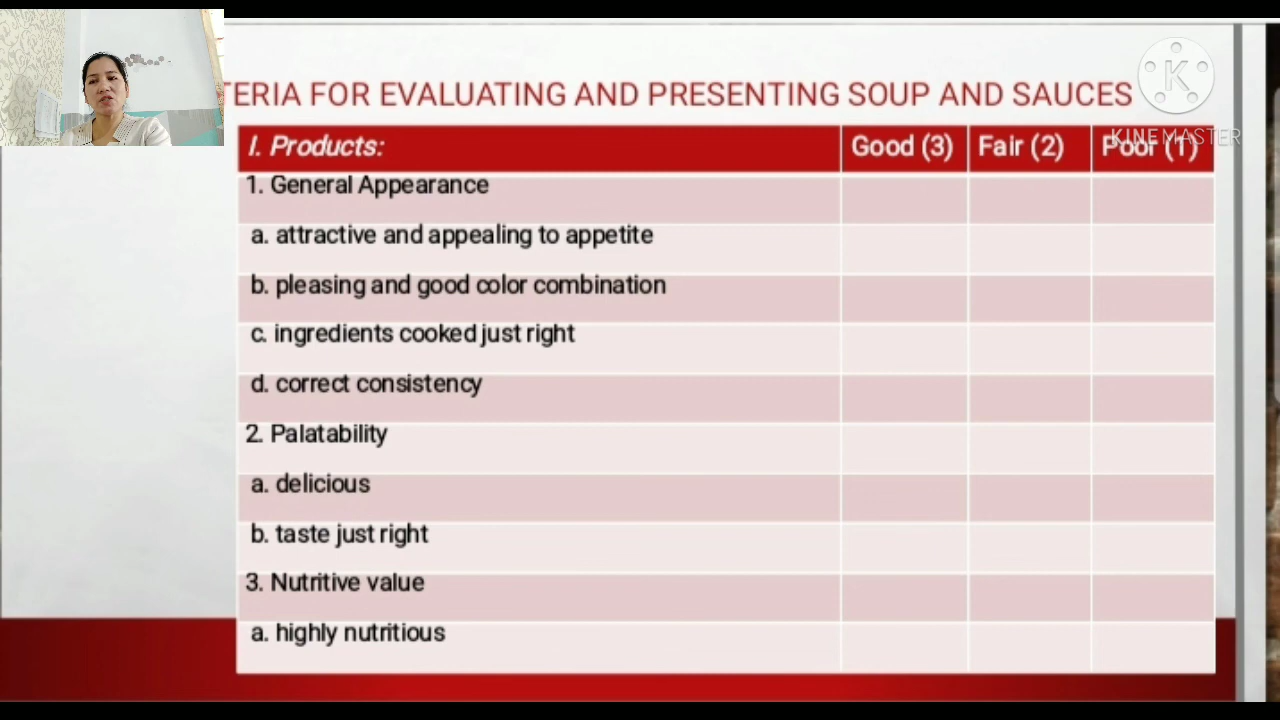 TERIA FOR EVALUATING AND PRESENTING SOUP AND SAUCES
K
KINEMASTER
I. Products: Good (3) Fair (2) Poor (1)
1. General Appearance
a. attractive and appealing to appetite
b. pleasing and good color combination
c. ingredients cooked just right
d. correct consistency
2. Palatability
a. delicious
b. taste just right
3. Nutritive value
a. highly nutritious